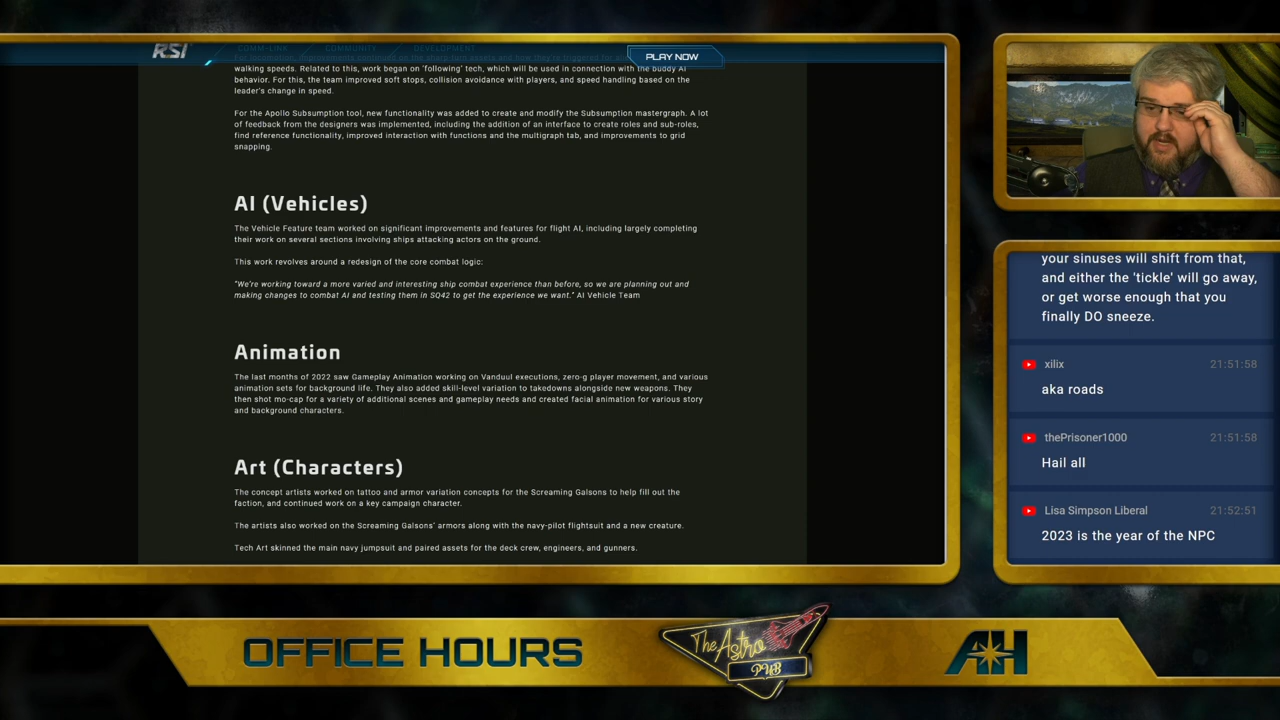 RSI
COMM-LINK
COMMUNITY
DEVELOPMENT
PLAY NOW
walking speeds. Related to this, work began on 'following' tech, which will be used in connection with the buddy AI
behavior. For this, the team improved soft stops, collision avoidance with players, and speed handling based on the
leader's change in speed.
For the Apollo Subsumption tool, new functionality was added to create and modify the Subsumption mastergraph. A lot
of feedback from the designers was implemented, including the addition of an interface to create roles and sub-roles,
find reference functionality, improved interaction with functions and the multigraph tab, and improvements to grid
snapping.
AI (Vehicles)
The Vehicle Feature team worked on significant improvements and features for flight AI, including largely completing
their work on several sections involving ships attacking actors on the ground.
This work revolves around a redesign of the core combat logic:
"We're working toward a more varied and interesting ship combat experience than before, so we are planning out and
making changes to combat AI and testing them in SQ42 to get the experience we want." AI Vehicle Team
Animation
The last months of 2022 saw Gameplay Animation working on Vanduul executions, zero-g player movement, and various
animation sets for background life. They also added skill-level variation to takedowns alongside new weapons. They
then shot mo-cap for a variety of additional scenes and gameplay needs and created facial animation for various story
and background characters.
Art (Characters)
The concept artists worked on tattoo and armor variation concepts for the Screaming Galsons to help fill out the
faction, and continued work on a key campaign character.
The artists also worked on the Screaming Galsons' armors along with the navy-pilot flightsuit and a new creature.
Tech Art skinned the main navy jumpsuit and paired assets for the deck crew, engineers, and gunners.
your sinuses will shift from that,
and either the 'tickle' will go away,
or get worse enough that you
finally DO sneeze.
xilix 21:51:58
aka roads
thePrisoner1000 21:51:58
Hail all
Lisa Simpson Liberal 21:52:51
2023 is the year of the NPC
OFFICE HOURS
The Astro
PUB
AH